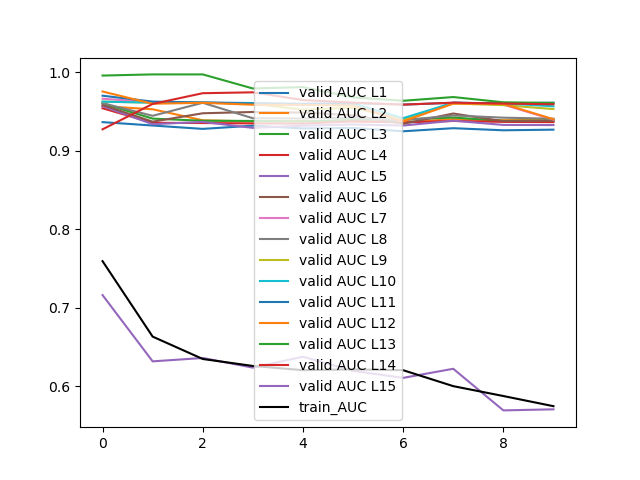 1.0
0.9
0.8
0.7
0.6
0 2 4 6 8
valid AUC L1
valid AUC L2
valid AUC L3
valid AUC L4
valid AUC L5
valid AUC L6
valid AUC L7
valid AUC L8
valid AUC L9
valid AUC L10
valid AUC L11
valid AUC L12
valid AUC L13
valid AUC L14
valid AUC L15
train_AUC